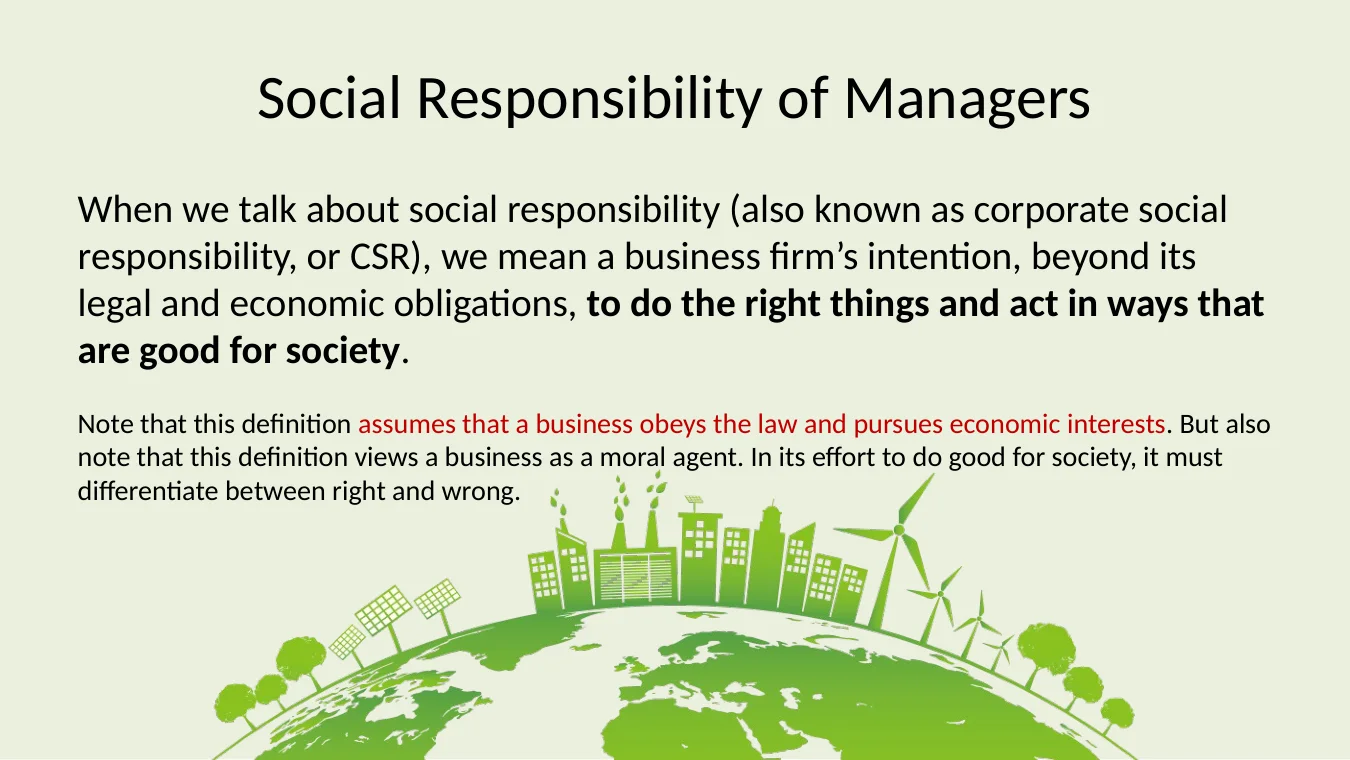 Social Responsibility of Managers
When we talk about social responsibility (also known as corporate social
responsibility, or CSR), we mean a business firm’s intention, beyond its
legal and economic obligations, to do the right things and act in ways that
are good for society.
Note that this definition assumes that a business obeys the law and pursues economic interests. But also
note that this definition views a business as a moral agent. In its effort to do good for society, it must
differentiate between right and wrong.